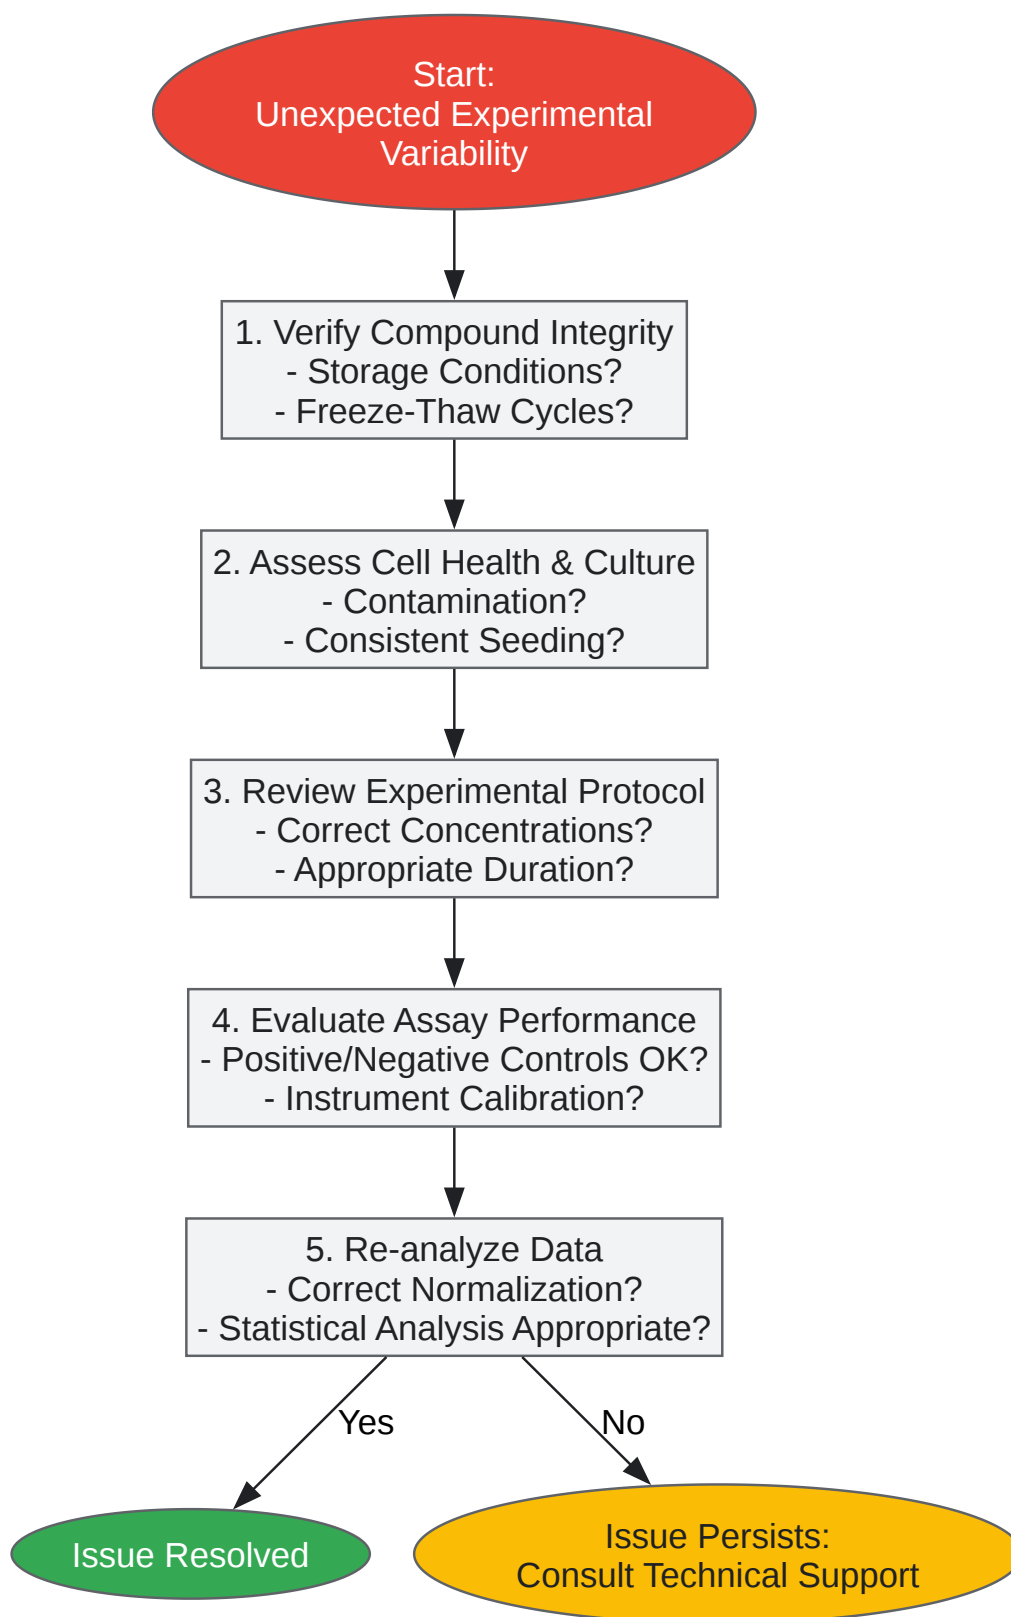 Start:
Unexpected Experimental
Variability
1. Verify Compound Integrity
- Storage Conditions?
- Freeze-Thaw Cycles?
2. Assess Cell Health & Culture
- Contamination?
- Consistent Seeding?
3. Review Experimental Protocol
- Correct Concentrations?
- Appropriate Duration?
4. Evaluate Assay Performance
- Positive/Negative Controls OK?
- Instrument Calibration?
5. Re-analyze Data
- Correct Normalization?
- Statistical Analysis Appropriate?
Yes
No
Issue Resolved
Issue Persists:
Consult Technical Support